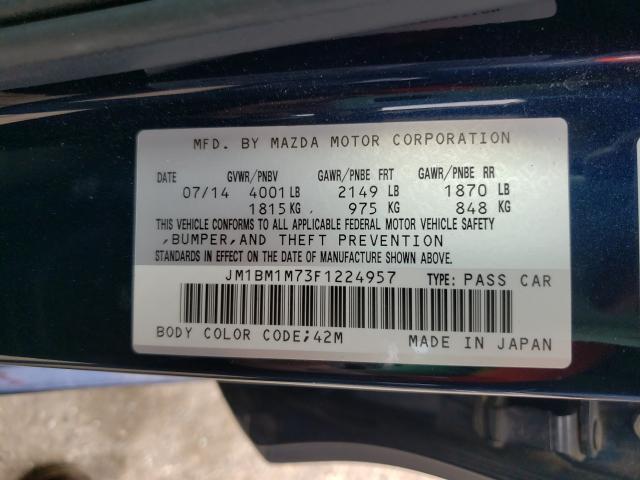 MFD. BY MAZDA MOTOR CORPORATION
DATE GVWR/PNBV GAWR/PNBE FRT GAWR/PNBE RR
07/14 4001 LB 2149 LB 1870 LB
1815 KG , 975 KG 848 KG
THIS VEHICLE CONFORMS TO ALL APPLICABLE FEDERAL MOTOR VEHICLE SAFETY
,BUMPER,AND THEFT PREVENTION
STANDARDS IN EFFECT ON THE DATE OF MANUFACTURE SHOWN ABOVE.
JM1BM1M73F1224957 TYPE: PASS CAR
BODY COLOR CODE;42M MADE IN JAPAN